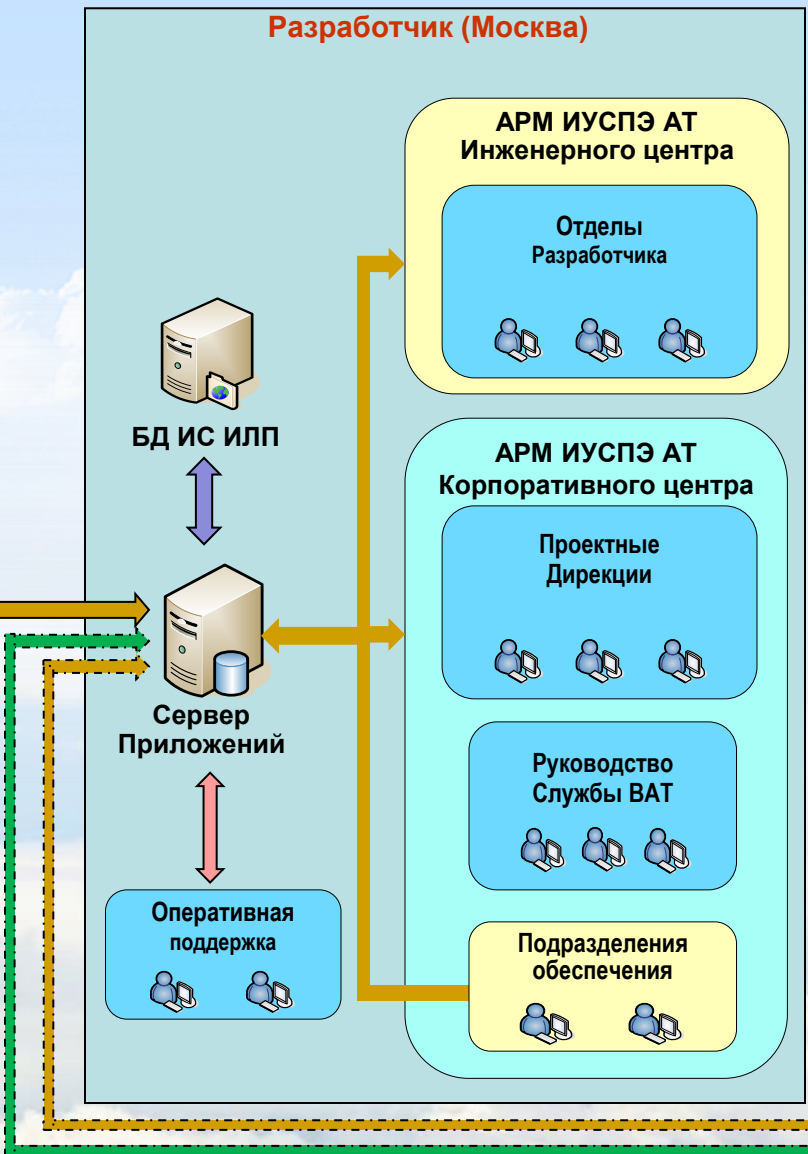 Разработчик (Москва)
АРМ ИУСПЭ АТ
Инженерного центра
Отделы
Разработчика
БД ИС ИЛП
АРМ ИУСПЭ АТ
Корпоративного центра
Проектные
Дирекции
Сервер
Приложений
Руководство
Службы ВАТ
Оперативная
поддержка
Подразделения
обеспечения